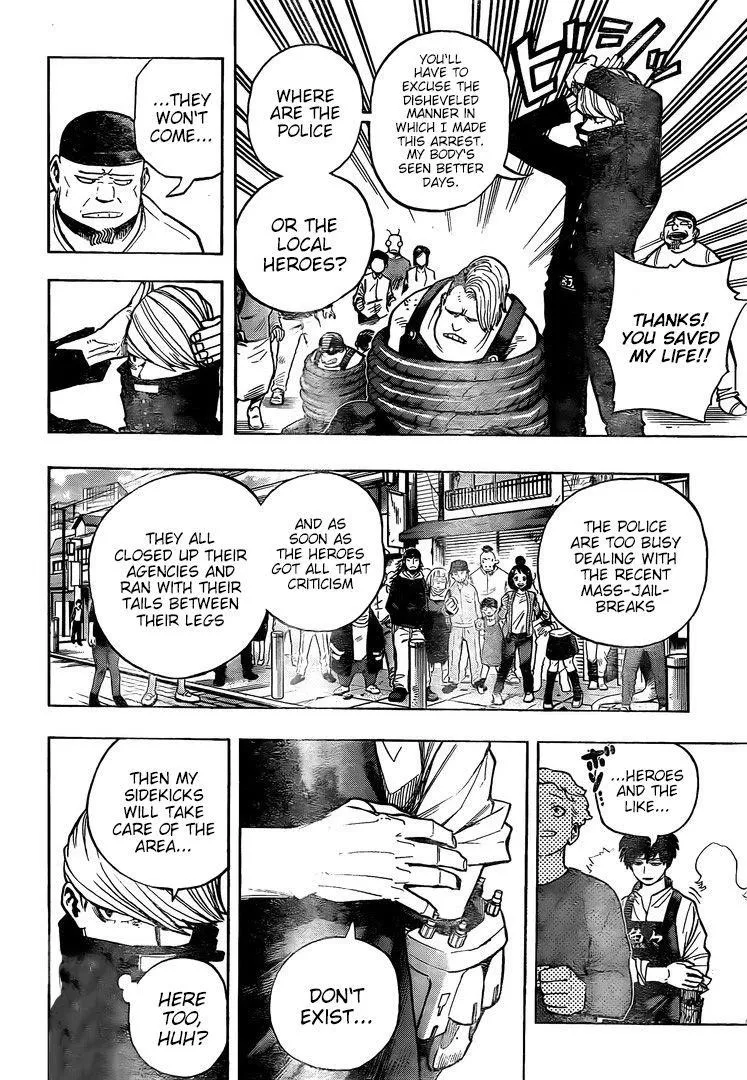 THANKS!
YOU SAVED
MY LIFE!!
YOU'LL
HAVE TO
EXCUSE THE
DISHEVELED
MANNER IN
WHICH I MADE
THIS ARREST.
MY BODY'S
SEEN BETTER
DAYS.
WHERE
ARE THE
POLICE
OR THE
LOCAL
HEROES?
...THEY
WON'T
COME...
THE POLICE
ARE TOO BUSY
DEALING WITH
THE RECENT
MASS-JAIL-
BREAKS
AND AS
SOON AS
THE HEROES
GOT ALL THAT
CRITICISM
THEY ALL
CLOSED UP THEIR
AGENCIES AND
RAN WITH THEIR
TAILS BETWEEN
THEIR LEGS
...HEROES
AND THE
LIKE...
魚々
DON'T
EXIST...
THEN MY
SIDEKICKS
WILL TAKE
CARE OF THE
AREA...
HERE
TOO,
HUH?